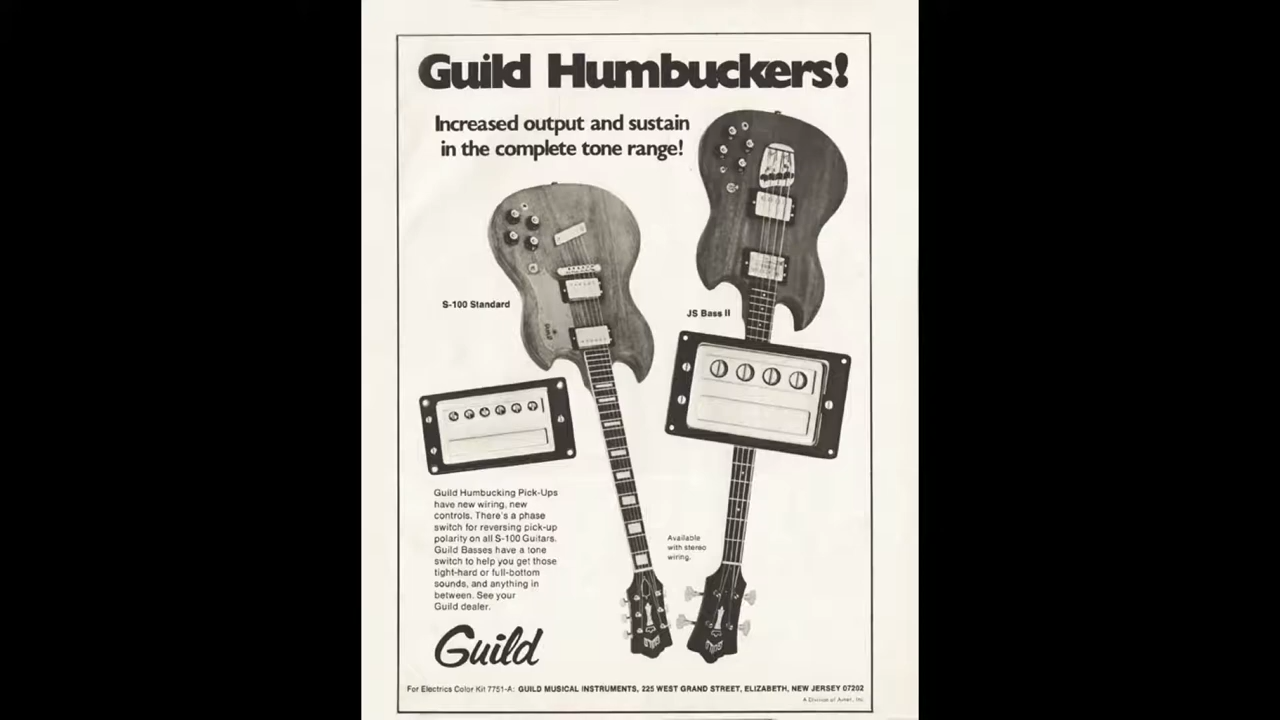 Guild Humbuckers!
Increased output and sustain
in the complete tone range!
S-100 Standard
JS Bass II
Guild Humbucking Pick-Ups
have new wiring, new
controls. There's a phase
switch for reversing pick-up
polarity on all S-100 Guitars.
Guild Basses have a tone
switch to help you get those
tight-hard or full-bottom
sounds, and anything in
between. See your
Guild dealer.
Available
with stereo
wiring.
Guild
For Electrics Color Kit 7751-A: GUILD MUSICAL INSTRUMENTS, 225 WEST GRAND STREET, ELIZABETH, NEW JERSEY 07202
A Division of Avnet, Inc.